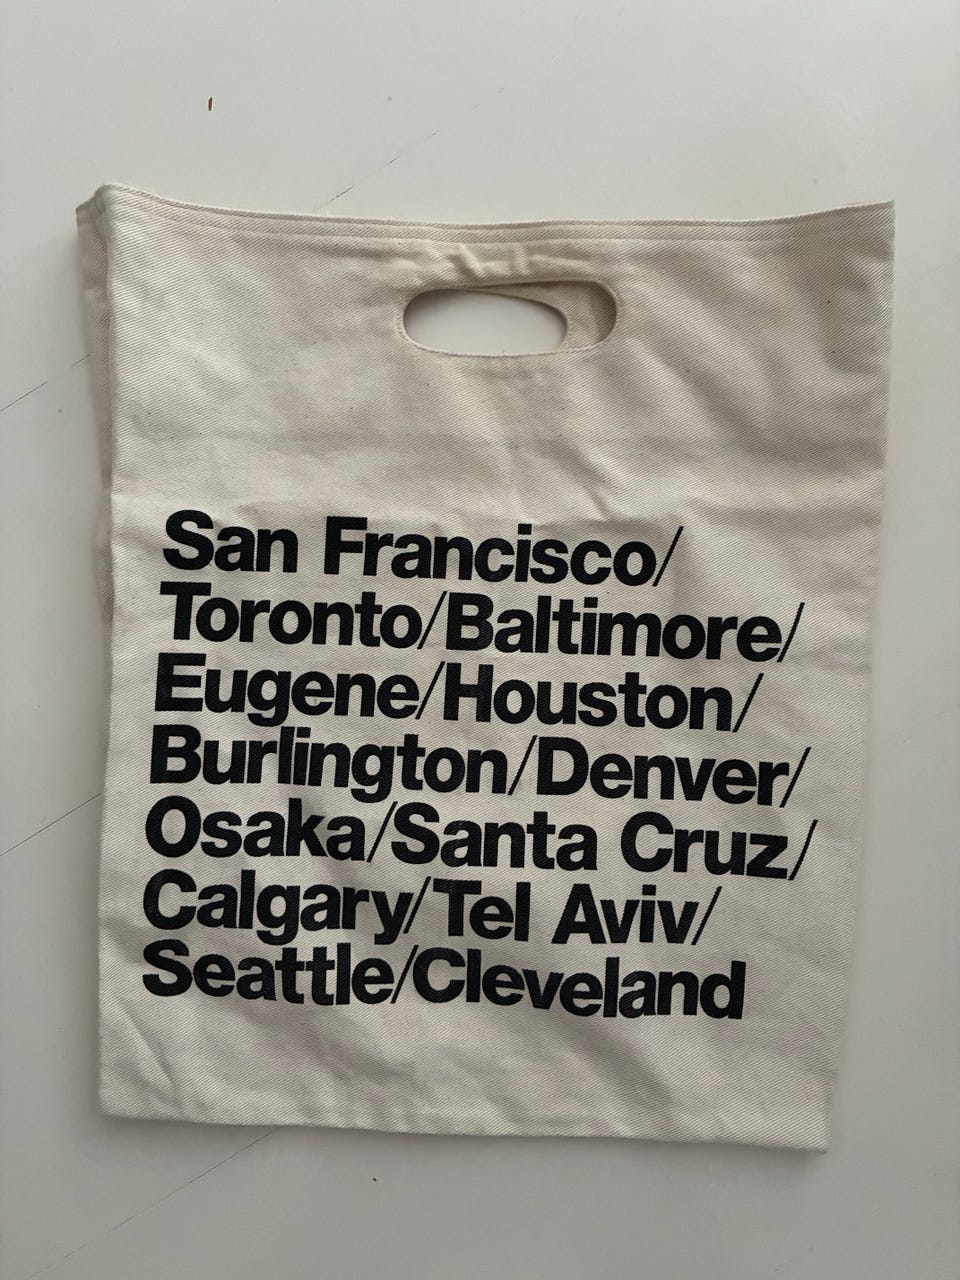 San Francisco/
Toronto/Baltimore/
Eugene/Houston/
Burlington/Denver/
Osaka/Santa Cruz/
Calgary/Tel Aviv/
Seattle/Cleveland